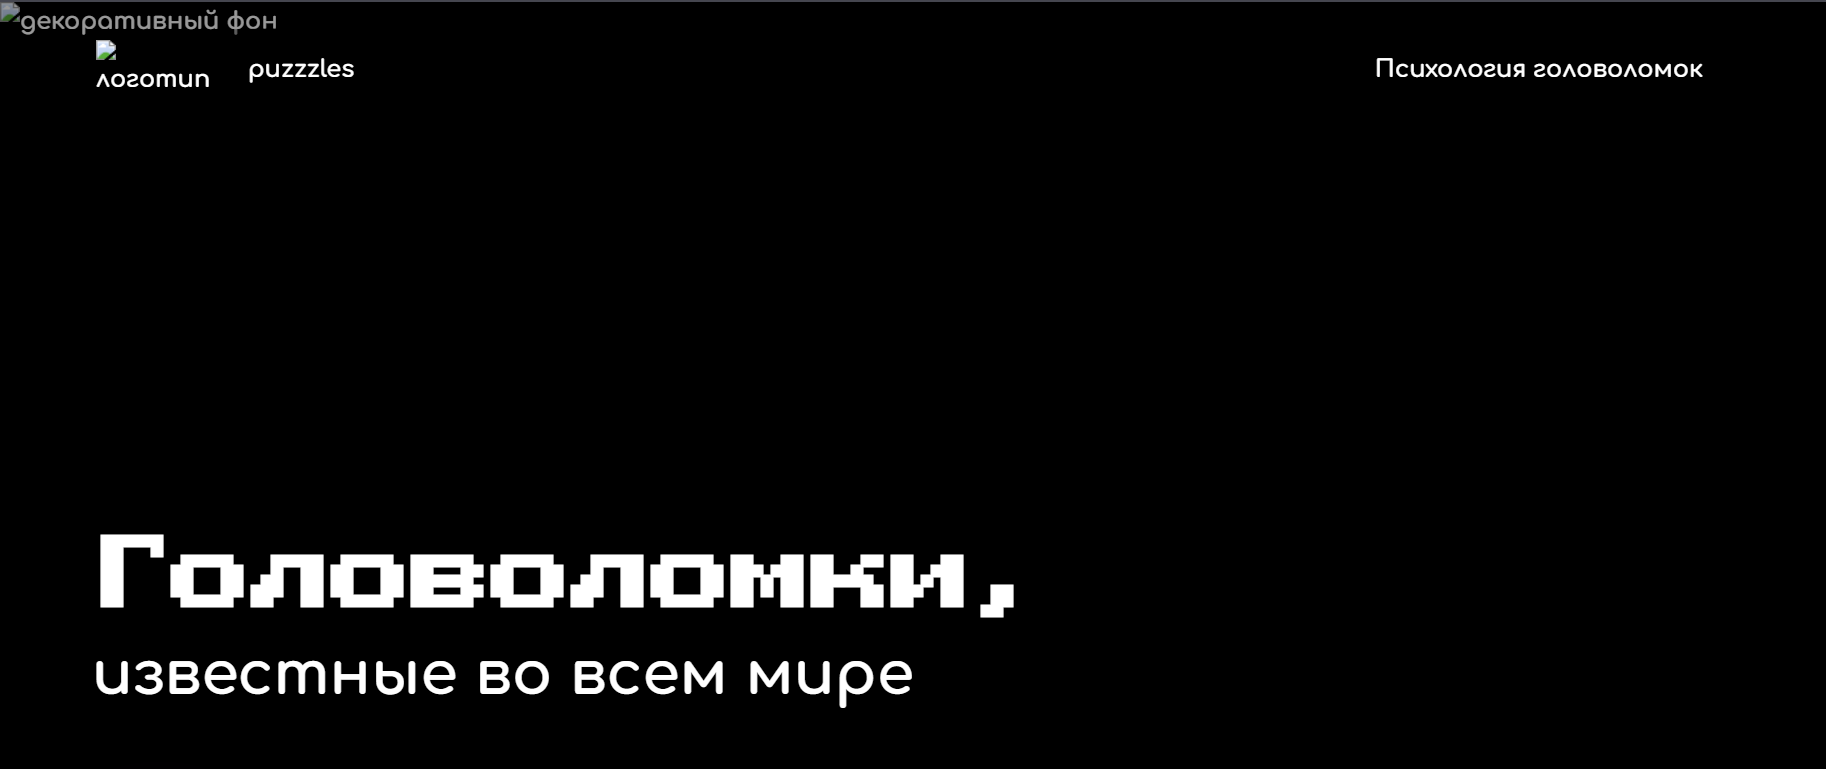 декоративный фон
логотип
puzzzles
Психология головоломок
Головоломки,
известные во всем мире